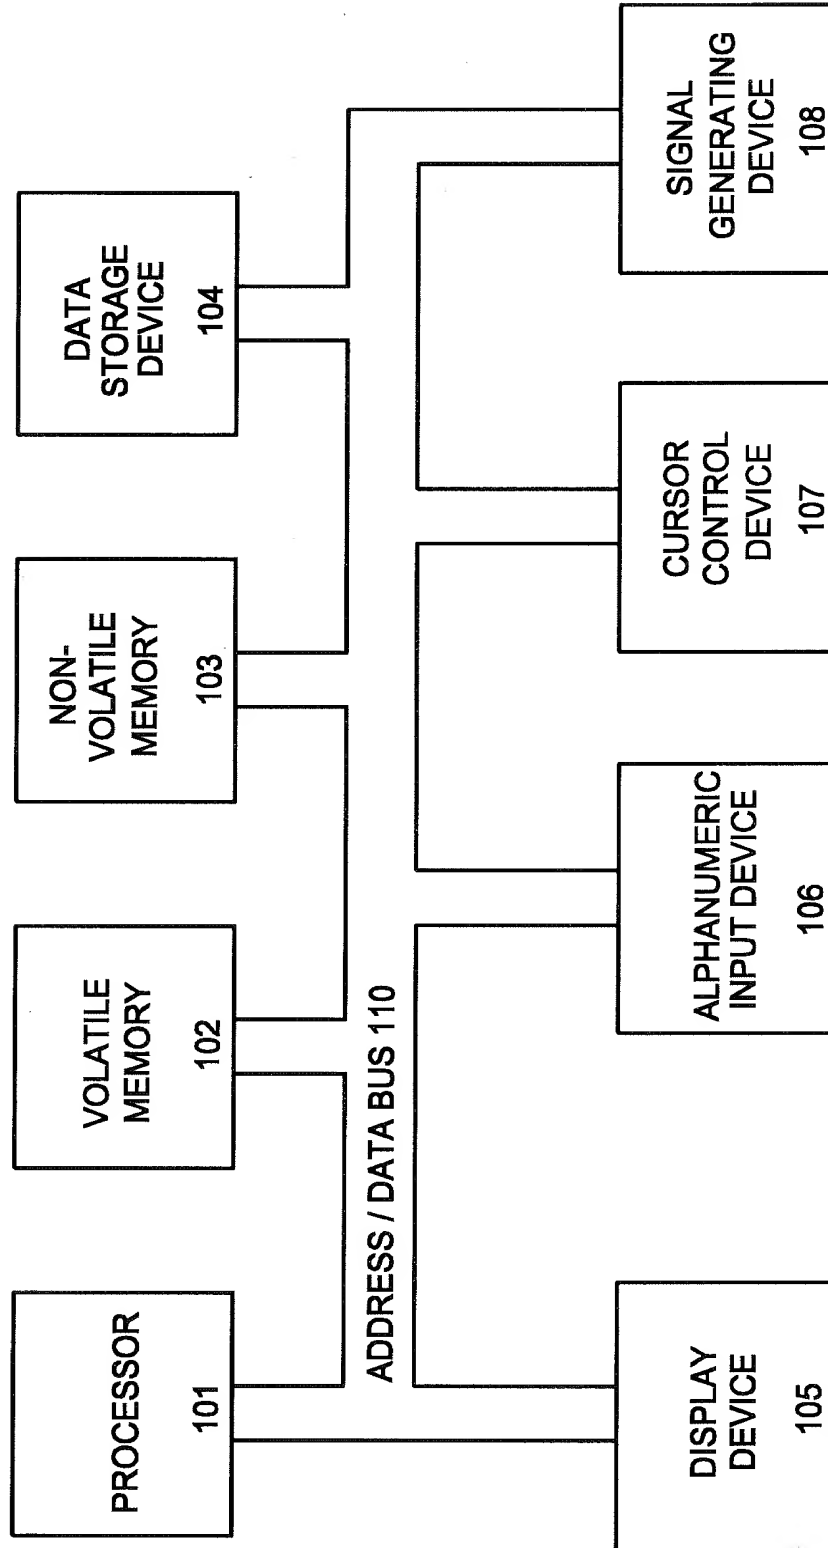 PROCESSOR
101
VOLATILE
MEMORY
102
NON-
VOLATILE
MEMORY
103
DATA
STORAGE
DEVICE
104
ADDRESS / DATA BUS 110
DISPLAY
DEVICE
105
ALPHANUMERIC
INPUT DEVICE
106
CURSOR
CONTROL
DEVICE
107
SIGNAL
GENERATING
DEVICE
108